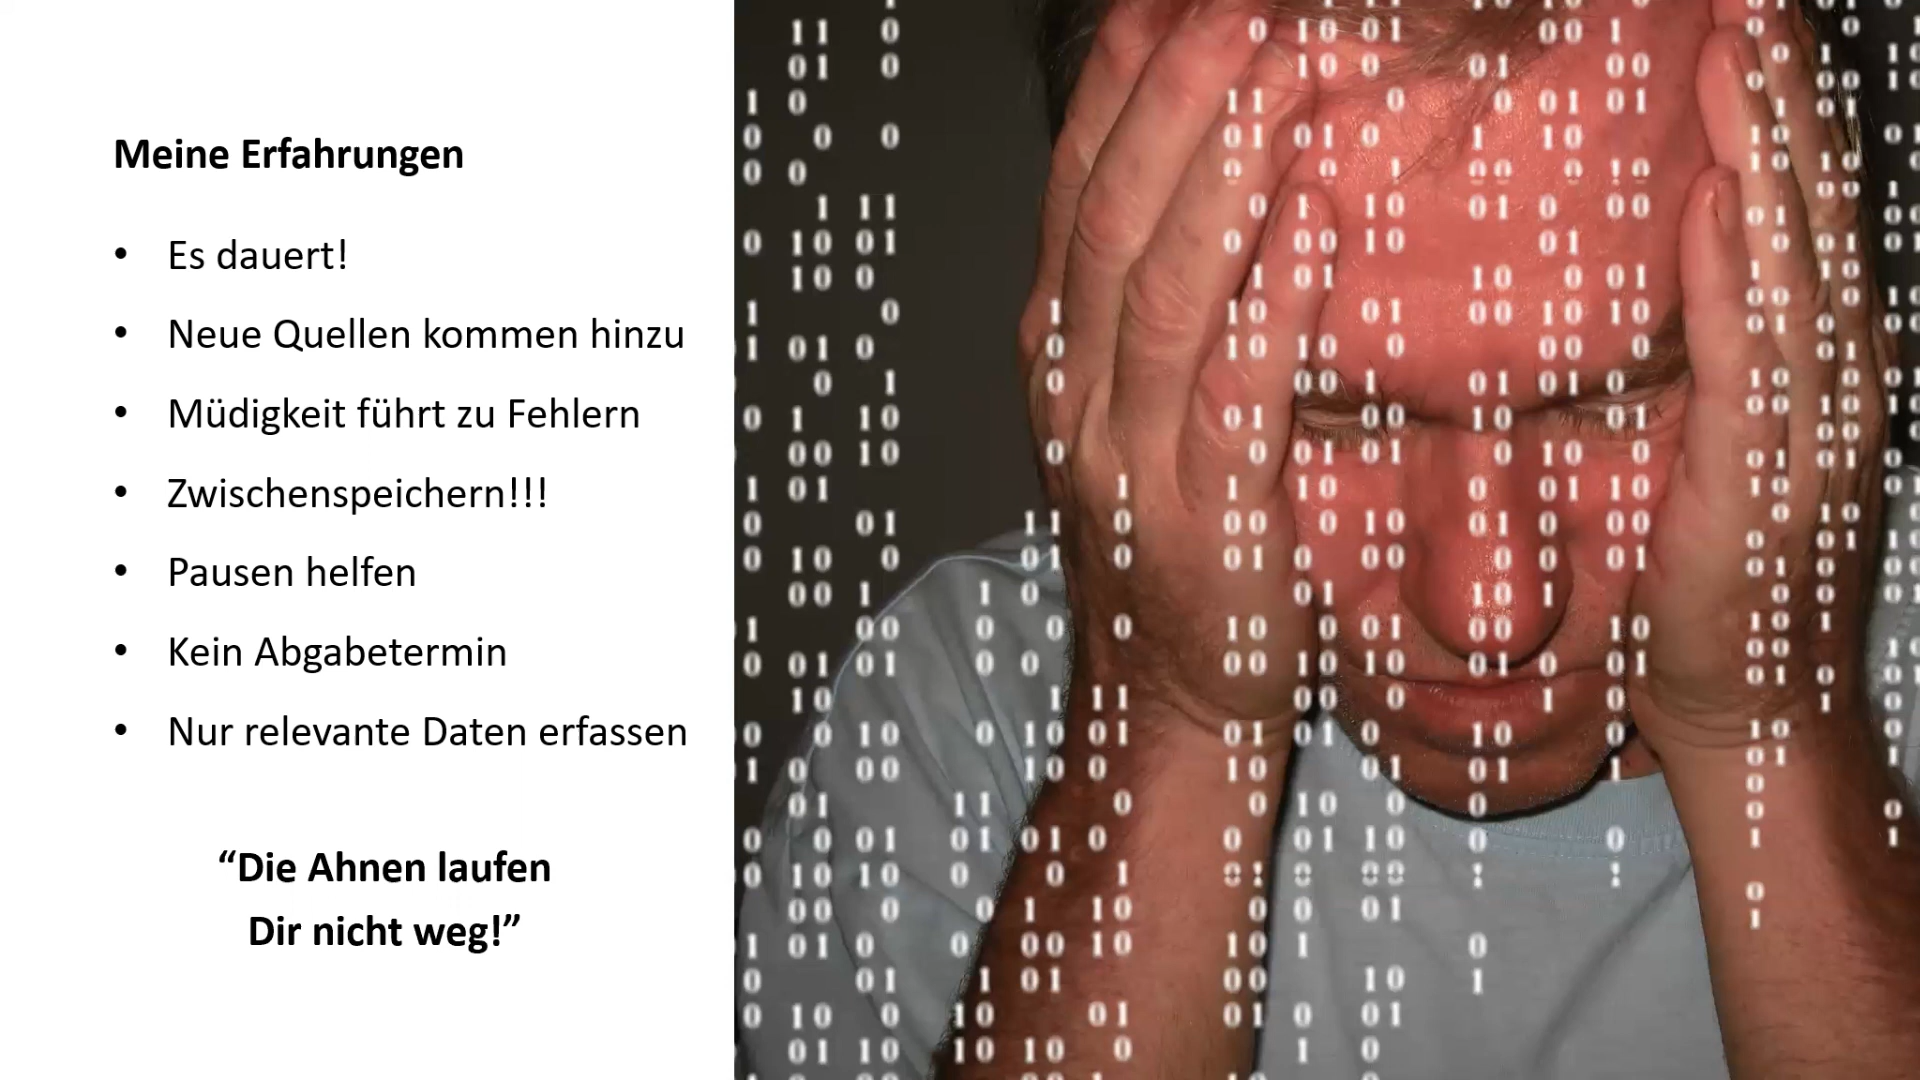 Meine Erfahrungen
• Es dauert!
• Neue Quellen kommen hinzu
• Müdigkeit führt zu Fehlern
• Zwischenspeichern!!!
• Pausen helfen
• Kein Abgabetermin
• Nur relevante Daten erfassen
“Die Ahnen laufen
Dir nicht weg!”